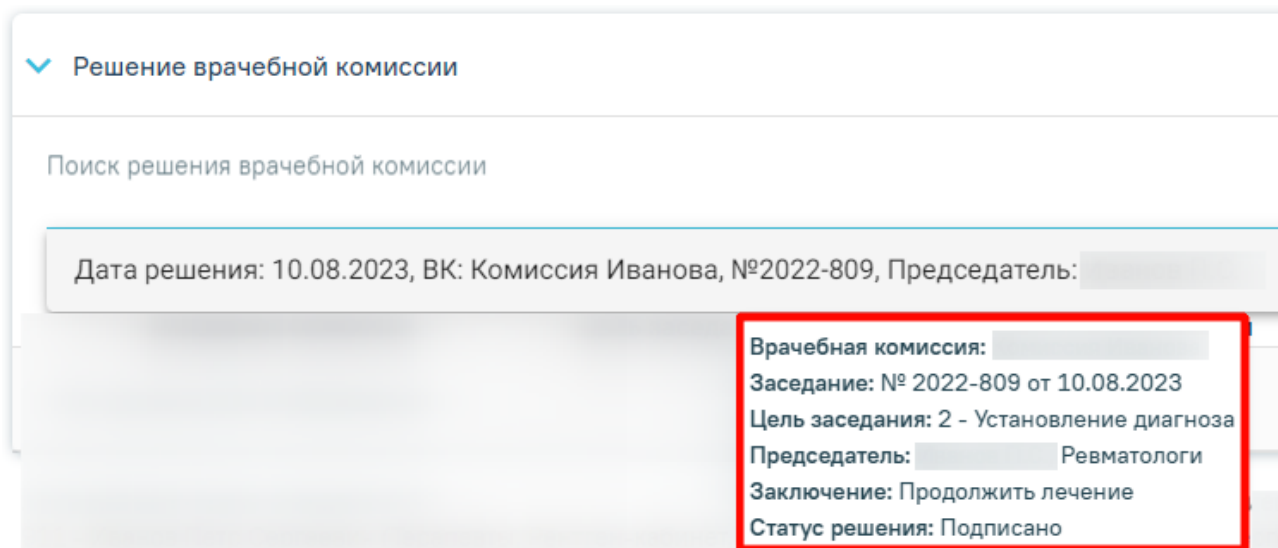 Решение врачебной комиссии
Поиск решения врачебной комиссии
Дата решения: 10.08.2023, ВК: Комиссия Иванова, №2022-809, Председатель:
Врачебная комиссия:
Заседание: № 2022-809 от 10.08.2023
Цель заседания: 2 - Установление диагноза
Председатель: Ревматологи
Заключение: Продолжить лечение
Статус решения: Подписано